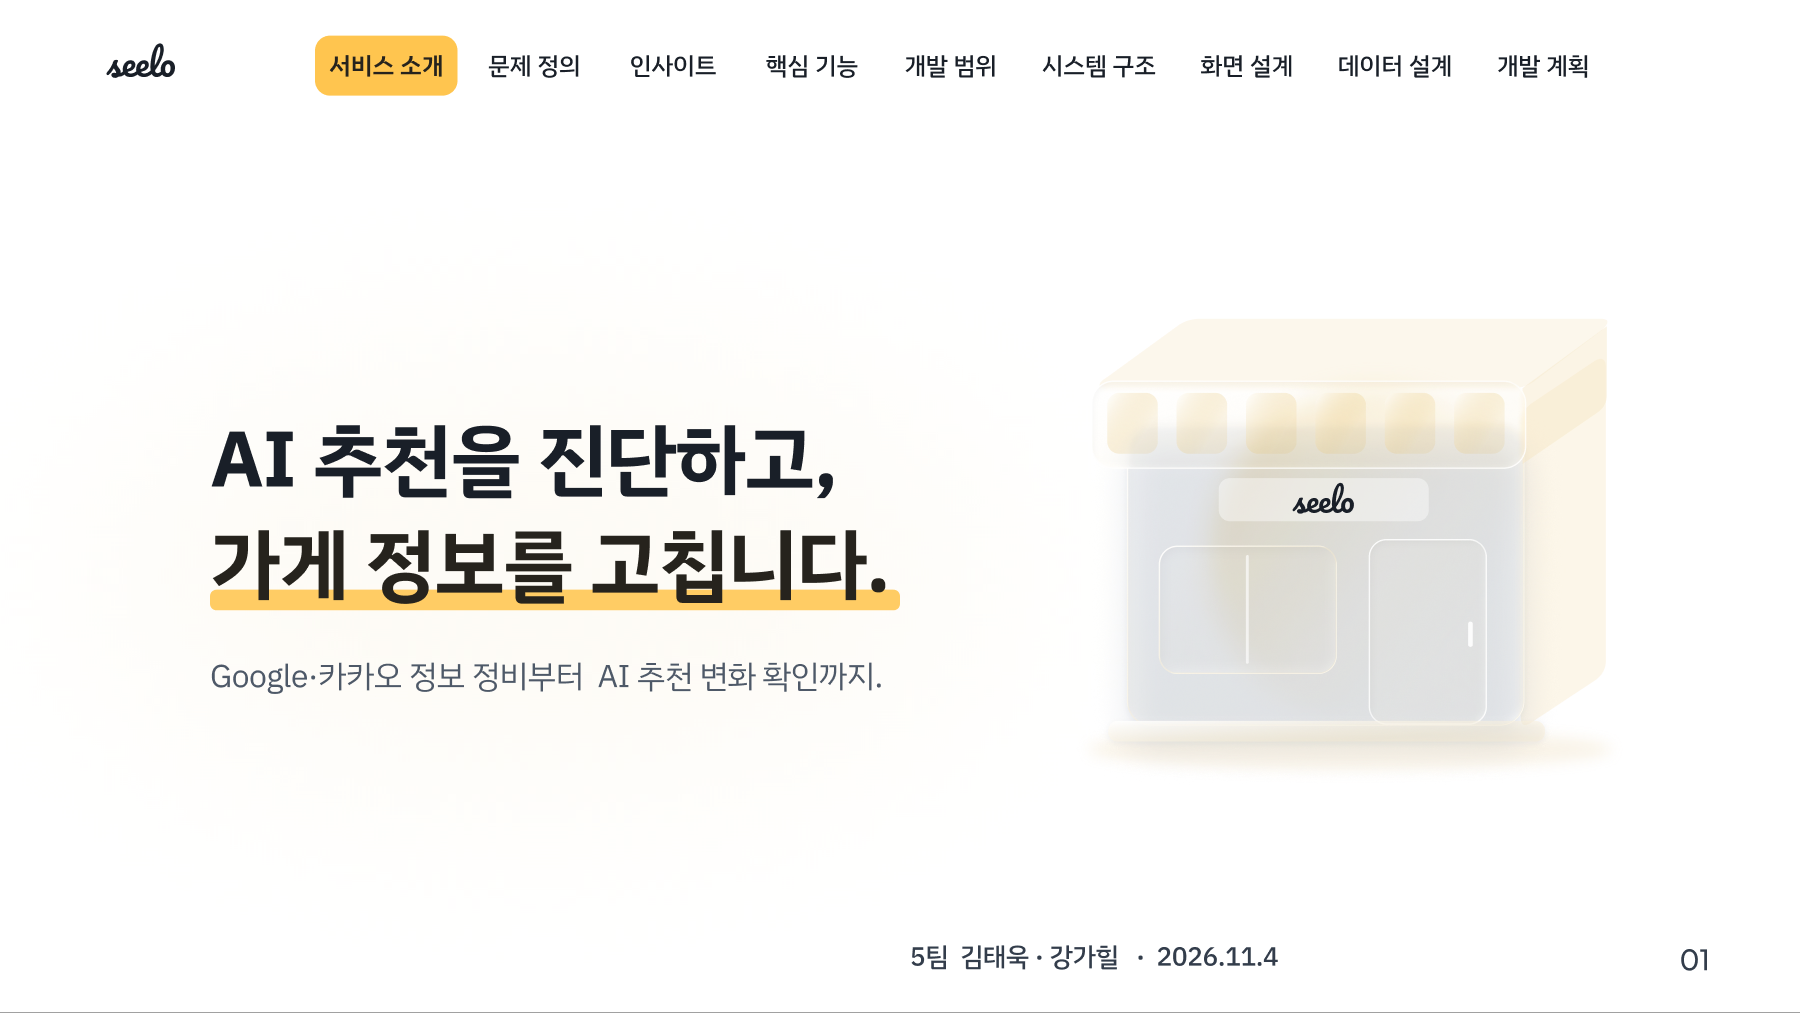 seelo
서비스 소개 문제 정의 인사이트 핵심 기능 개발 범위 시스템 구조 화면 설계 데이터 설계 개발 계획
AI 추천을 진단하고,
가게 정보를 고칩니다.
Google·카카오 정보 정비부터 AI 추천 변화 확인까지.
seelo
5팀 김태욱 · 강가힐 · 2026.11.4
01